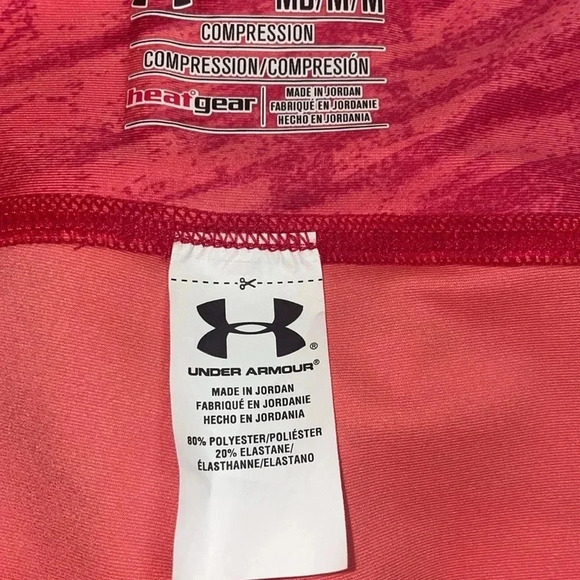 MD/M/M
COMPRESSION
COMPRESSION/COMPRESIÓN
heatgear
MADE IN JORDAN
FABRIQUÉ EN JORDANIE
HECHO EN JORDANIA
UNDER ARMOUR®
MADE IN JORDAN
FABRIQUÉ EN JORDANIE
HECHO EN JORDANIA
80% POLYESTER/POLIÉSTER
20% ELASTANE/
ÉLASTHANNE/ELASTANO